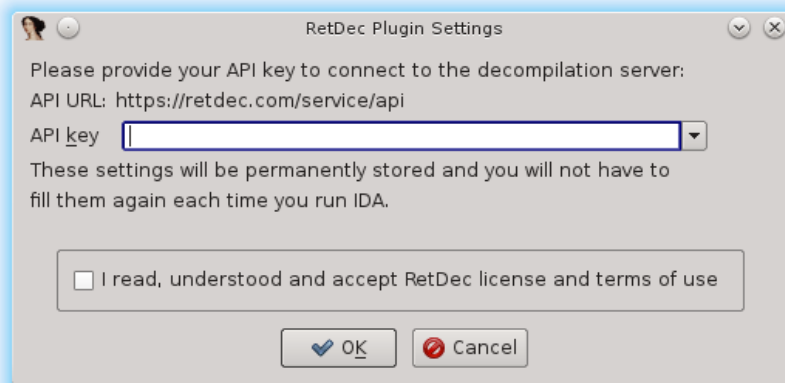 RetDec Plugin Settings
Please provide your API key to connect to the decompilation server:
API URL: https://retdec.com/service/api
API key
These settings will be permanently stored and you will not have to
fill them again each time you run IDA.
I read, understood and accept RetDec license and terms of use
OK
Cancel